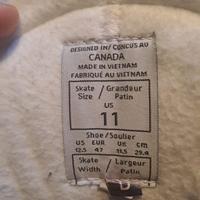 DESIGNED IN / CONÇUS AU
CANADA
MADE IN VIETNAM
FABRIQUÉ AU VIETNAM
Skate / Grandeur
Size / Patin
US
11
Shoe / Soulier
US EUR UK CM
12.5 47 11.5 29.4
Skate / Largeur
Width / Patin
D